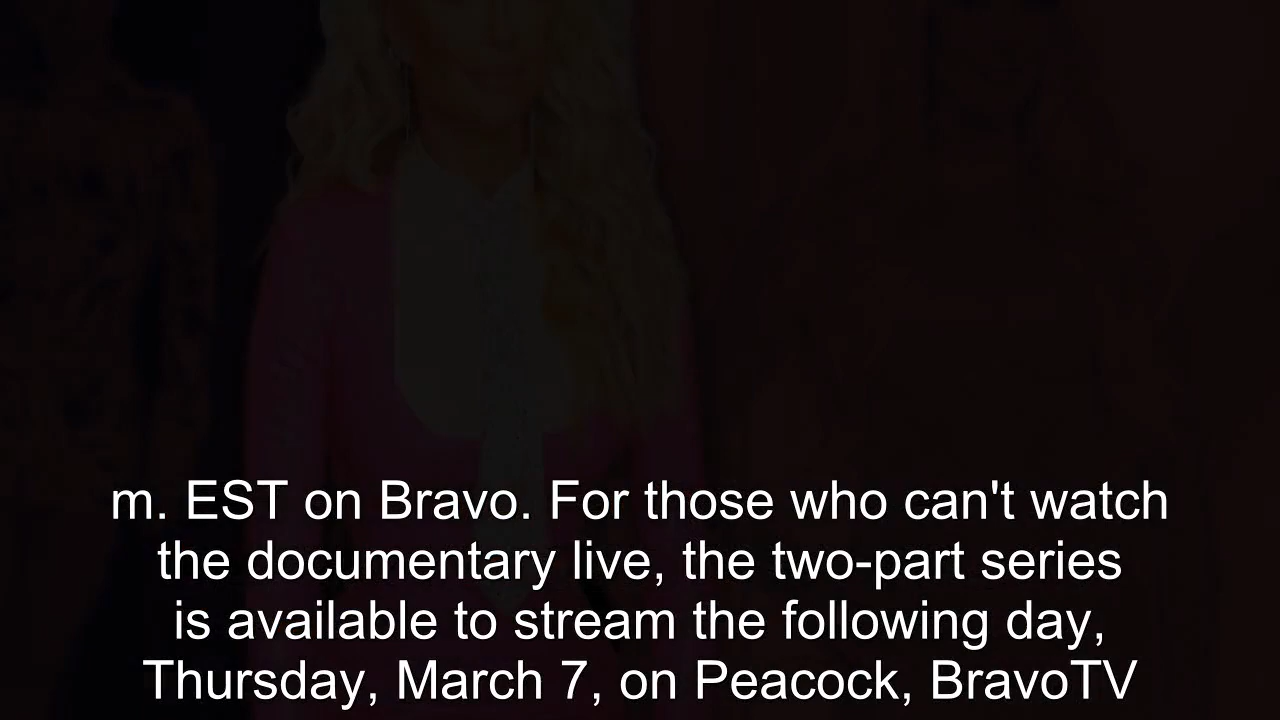 m. EST on Bravo. For those who can't watch
the documentary live, the two-part series
is available to stream the following day,
Thursday, March 7, on Peacock, BravoTV